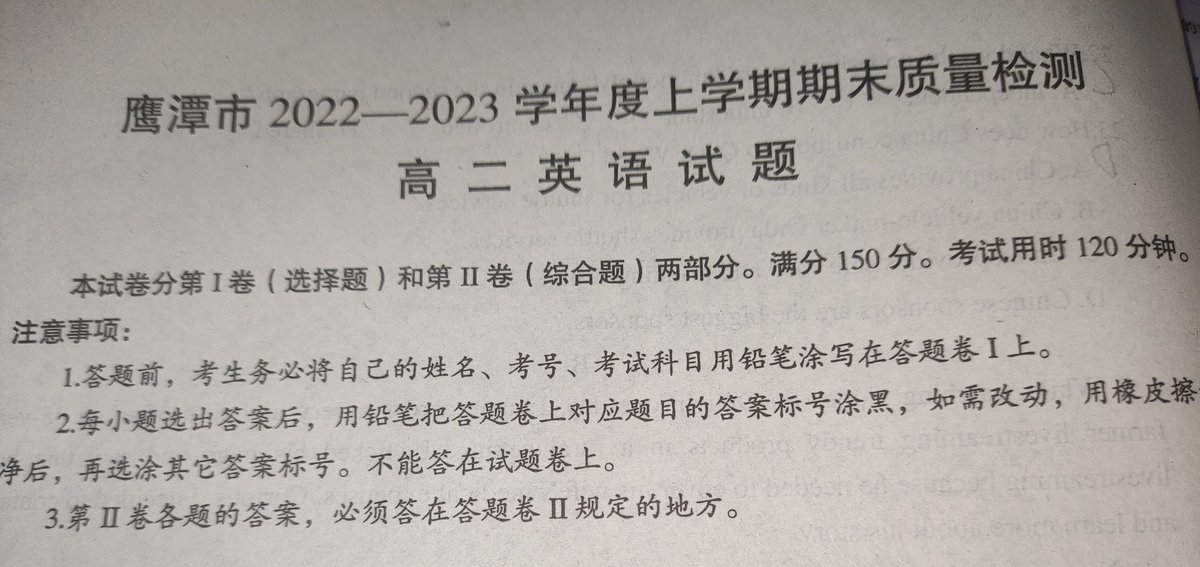 鹰潭市 2022—2023 学年度上学期期末质量检测
高二英语试题
本试卷分第 I 卷（选择题）和第 II 卷（综合题）两部分。满分 150 分。考试用时 120 分钟。
注意事项：
1.答题前，考生务必将自己的姓名、考号、考试科目用铅笔涂写在答题卷 I 上。
2.每小题选出答案后，用铅笔把答题卷上对应题目的答案标号涂黑，如需改动，用橡皮擦
净后，再选涂其它答案标号。不能答在试题卷上。
3.第 II 卷各题的答案，必须答在答题卷 II 规定的地方。